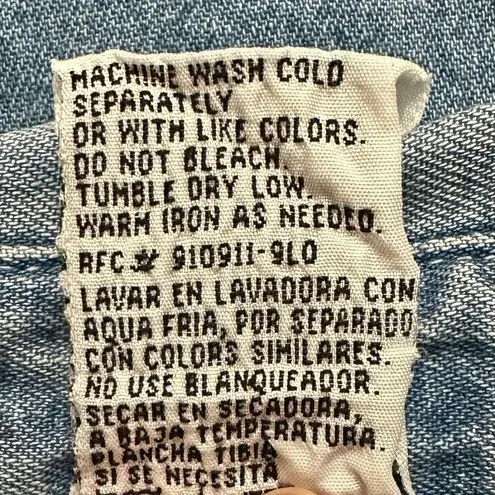 MACHINE WASH COLD
SEPARATELY
OR WITH LIKE COLORS.
DO NOT BLEACH.
TUMBLE DRY LOW.
WARM IRON AS NEEDED.
RFC 910911-9L0
LAVAR EN LAVADORA CON
AQUA FRIA, POR SEPARADO
CON COLORS SIMILARES.
NO USE BLANQUEADOR.
SECAR EN SECADORA,
A BAJA TEMPERATURA.
PLANCHA TIBIA
SI SE NECESITA